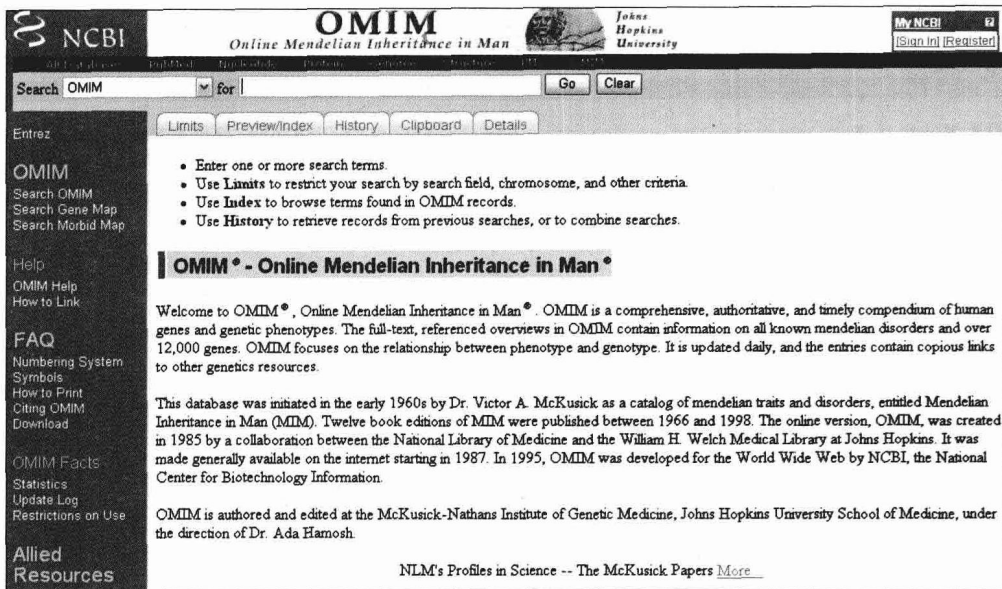 NCBI
OMIM
Online Mendelian Inheritance in Man
Johns
Hopkins
University
My NCBI ?
[Sign In] [Register]
PubMed Nucleotide Protein Structure
Search OMIM for Go Clear
Limits Preview/Index History Clipboard Details
Entrez
OMIM
Search OMIM
Search Gene Map
Search Morbid Map
Help
OMIM Help
How to Link
FAQ
Numbering System
Symbols
How to Print
Citing OMIM
Download
OMIM Facts
Statistics
Update Log
Restrictions on Use
Allied
Resources
• Enter one or more search terms.
• Use Limits to restrict your search by search field, chromosome, and other criteria.
• Use Index to browse terms found in OMIM records.
• Use History to retrieve records from previous searches, or to combine searches.
OMIM® - Online Mendelian Inheritance in Man®
Welcome to OMIM®, Online Mendelian Inheritance in Man®. OMIM is a comprehensive, authoritative, and timely compendium of human
genes and genetic phenotypes. The full-text, referenced overviews in OMIM contain information on all known mendelian disorders and over
12,000 genes. OMIM focuses on the relationship between phenotype and genotype. It is updated daily, and the entries contain copious links
to other genetics resources.
This database was initiated in the early 1960s by Dr. Victor A. McKusick as a catalog of mendelian traits and disorders, entitled Mendelian
Inheritance in Man (MIM). Twelve book editions of MIM were published between 1966 and 1998. The online version, OMIM, was created
in 1985 by a collaboration between the National Library of Medicine and the William H. Welch Medical Library at Johns Hopkins. It was
made generally available on the internet starting in 1987. In 1995, OMIM was developed for the World Wide Web by NCBI, the National
Center for Biotechnology Information.
OMIM is authored and edited at the McKusick-Nathans Institute of Genetic Medicine, Johns Hopkins University School of Medicine, under
the direction of Dr. Ada Hamosh.
NLM's Profiles in Science -- The McKusick Papers More